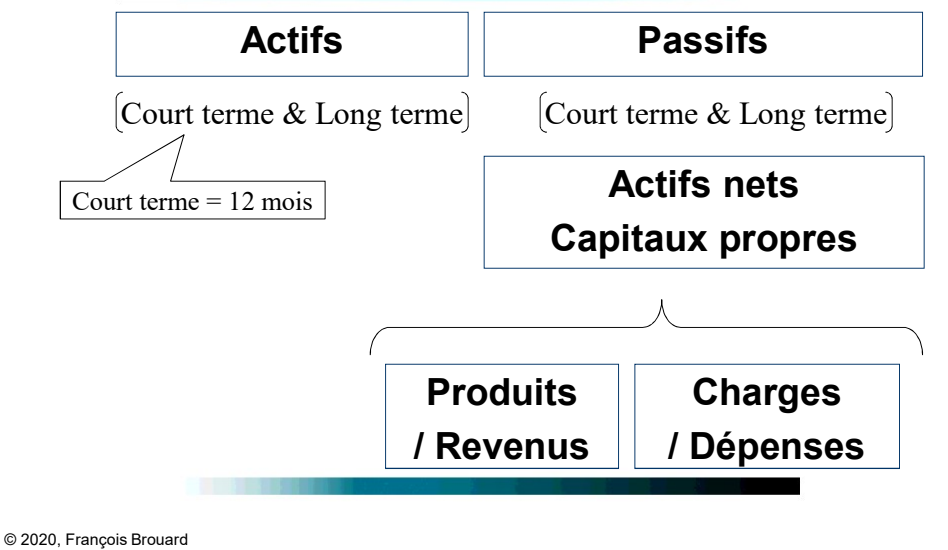 Actifs
Passifs
Court terme & Long terme
Court terme & Long terme
Court terme = 12 mois
Actifs nets
Capitaux propres
Produits
/ Revenus
Charges
/ Dépenses
© 2020, François Brouard